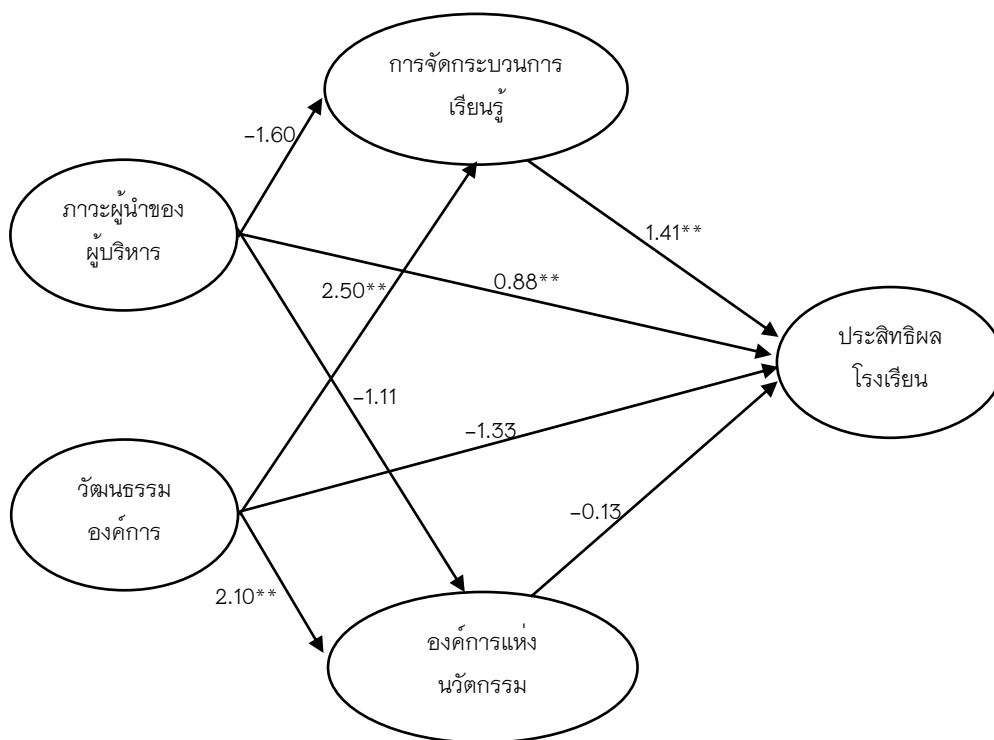 การจัดกระบวนการ
เรียนรู้
–1.60
ภาวะผู้นำของ
ผู้บริหาร
1.41**
0.88**
2.50**
ประสิทธิผล
โรงเรียน
–1.11
–1.33
วัฒนธรรม
องค์การ
–0.13
2.10**
องค์การแห่ง
นวัตกรรม